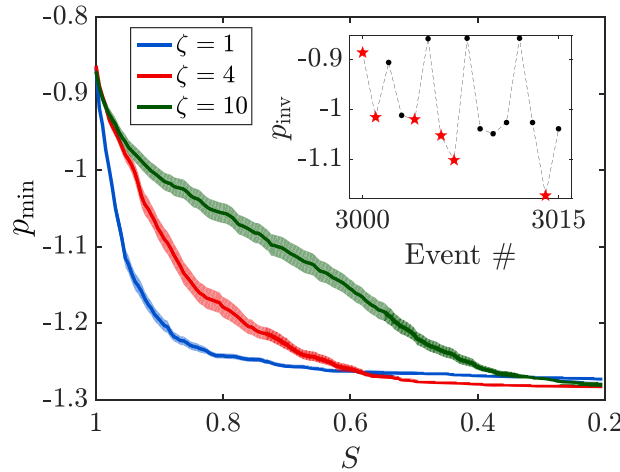 -0.8
-0.9
-1
-1.1
-1.2
-1.3
p_min
ζ = 1
ζ = 4
ζ = 10
-0.85
-1
-1.1
p_inv
3000
3015
Event #
1
0.8
0.6
0.4
0.2
S